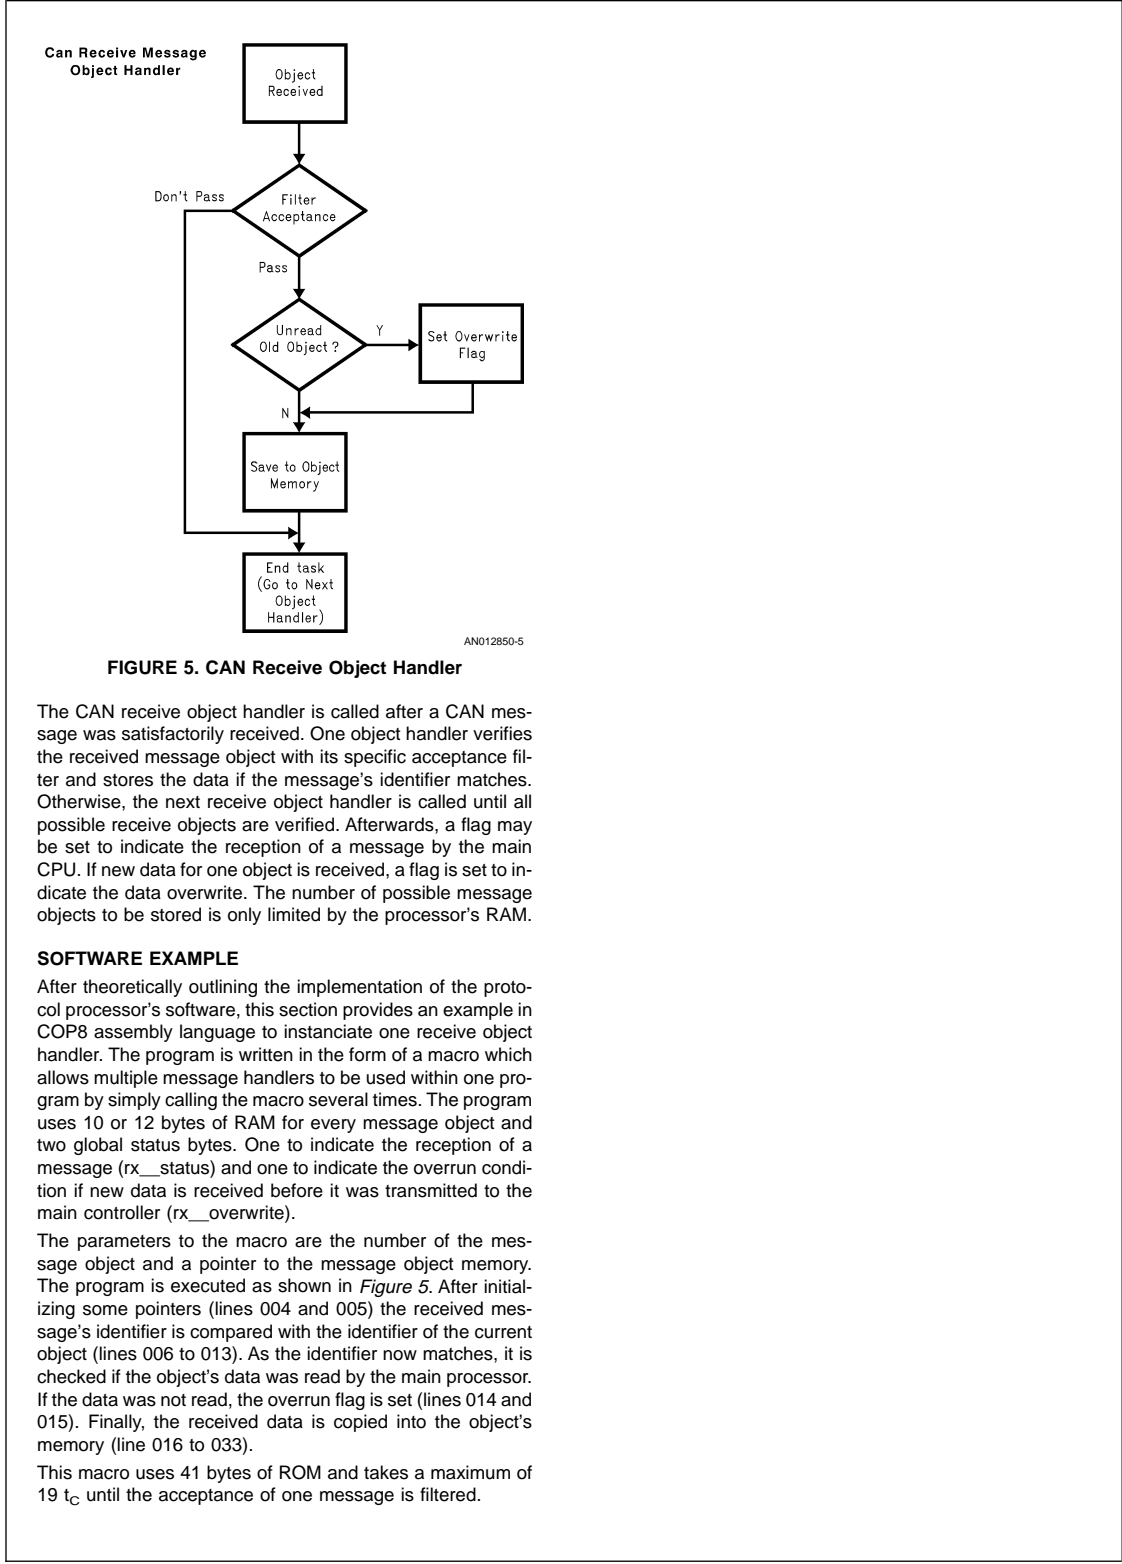 Can Receive Message
Object Handler
Object
Received
Don't Pass
Filter
Acceptance
Pass
Unread
Old Object?
Y
Set Overwrite
Flag
N
Save to Object
Memory
End task
(Go to Next
Object
Handler)
AN012850-5
FIGURE 5. CAN Receive Object Handler
The CAN receive object handler is called after a CAN mes-
sage was satisfactorily received. One object handler verifies
the received message object with its specific acceptance fil-
ter and stores the data if the message's identifier matches.
Otherwise, the next receive object handler is called until all
possible receive objects are verified. Afterwards, a flag may
be set to indicate the reception of a message by the main
CPU. If new data for one object is received, a flag is set to in-
dicate the data overwrite. The number of possible message
objects to be stored is only limited by the processor's RAM.
SOFTWARE EXAMPLE
After theoretically outlining the implementation of the proto-
col processor's software, this section provides an example in
COP8 assembly language to instanciate one receive object
handler. The program is written in the form of a macro which
allows multiple message handlers to be used within one pro-
gram by simply calling the macro several times. The program
uses 10 or 12 bytes of RAM for every message object and
two global status bytes. One to indicate the reception of a
message (rx__status) and one to indicate the overrun condi-
tion if new data is received before it was transmitted to the
main controller (rx__overwrite).
The parameters to the macro are the number of the mes-
sage object and a pointer to the message object memory.
The program is executed as shown in Figure 5. After initial-
izing some pointers (lines 004 and 005) the received mes-
sage's identifier is compared with the identifier of the current
object (lines 006 to 013). As the identifier now matches, it is
checked if the object's data was read by the main processor.
If the data was not read, the overrun flag is set (lines 014 and
015). Finally, the received data is copied into the object's
memory (line 016 to 033).
This macro uses 41 bytes of ROM and takes a maximum of
19 tC until the acceptance of one message is filtered.